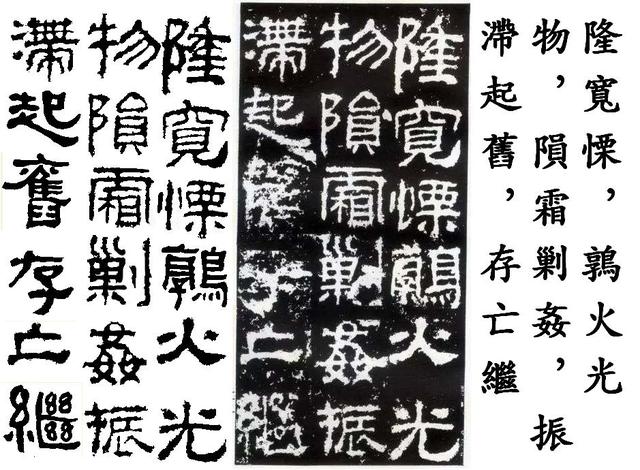 隆寬慄，鶉火光
物，隕霜剿姦，振
滯起舊，存亡繼
隆寬慄鶉火光
物隕霜剿姦振
滯起舊存亡繼
隆寬慄鶉火光
物隕霜剿姦振
滯起舊存亡繼